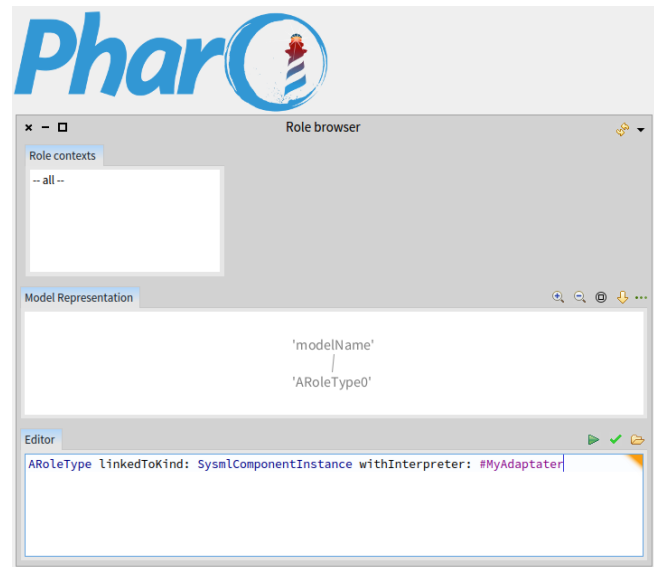 Pharo
Role browser
Role contexts
-- all --
Model Representation
'modelName'
'ARoleType0'
Editor
ARoleType linkedToKind: SysmlComponentInstance withInterpreter: #MyAdaptater